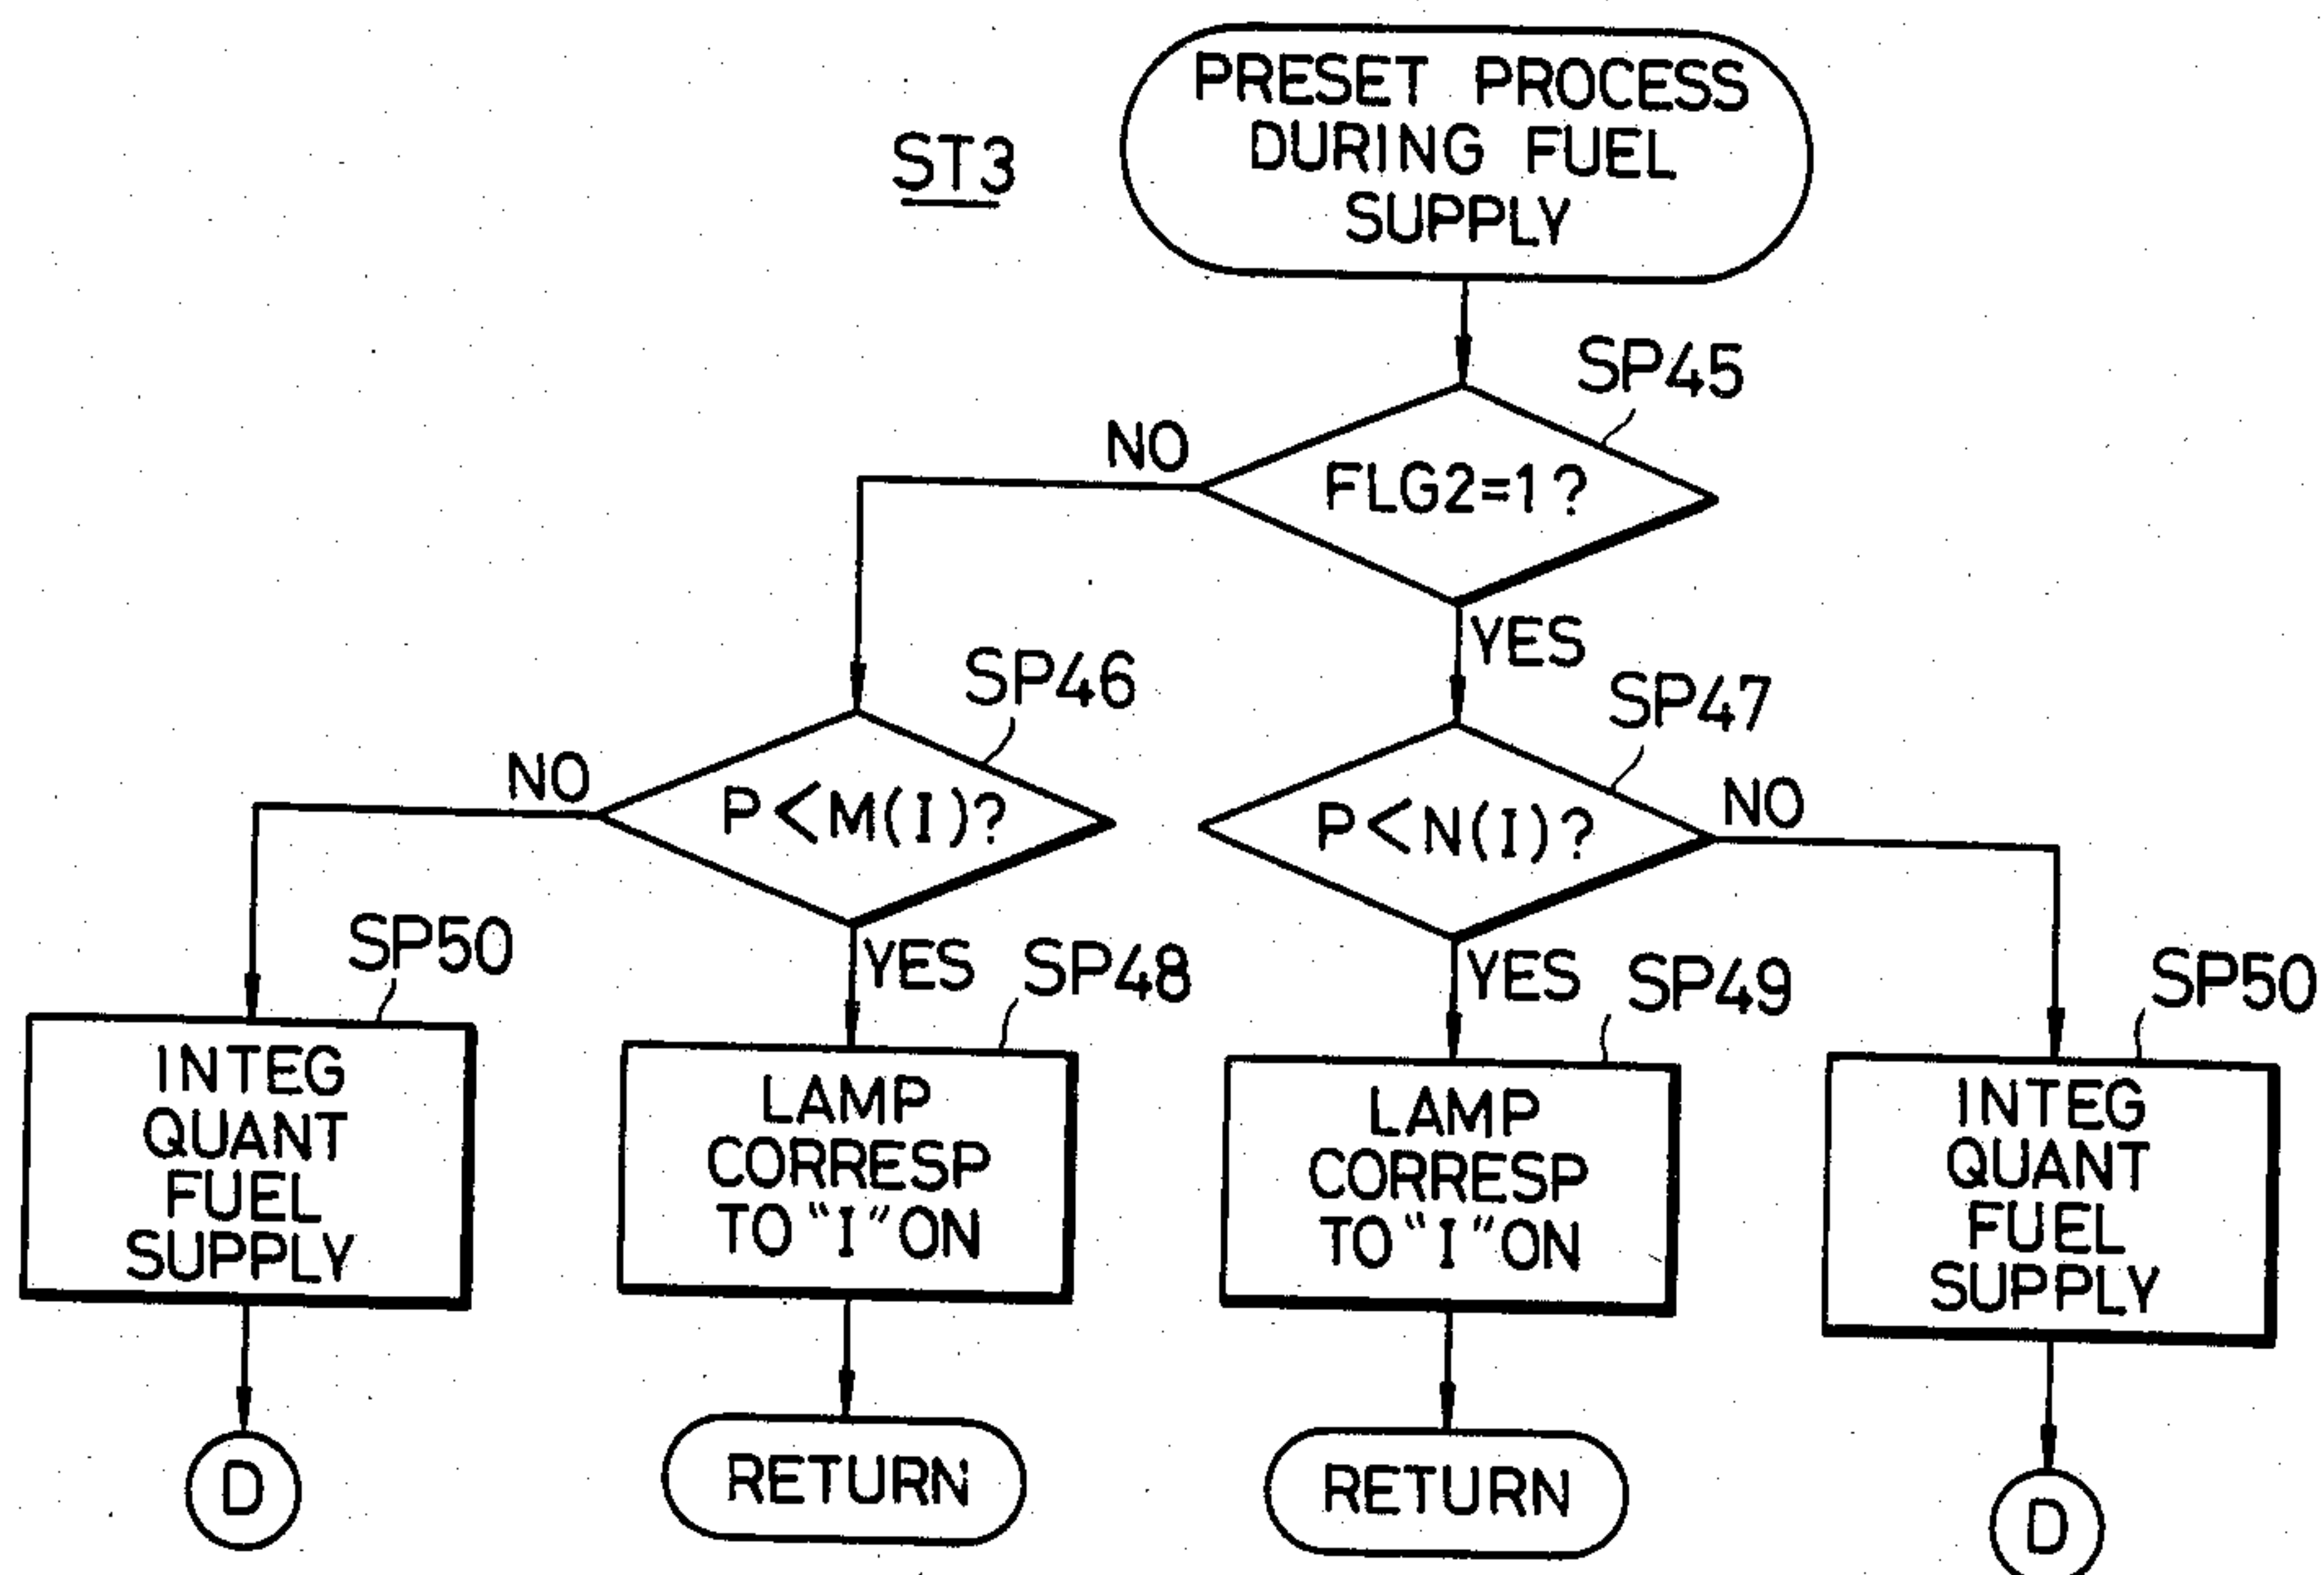 PRESET PROCESS
DURING FUEL
SUPPLY
ST3
SP45
NO
FLG2=1?
YES
SP46
SP47
NO
P<M(I)?
P<N(I)?
NO
SP50
YES
SP48
YES
SP49
SP50
INTEG
QUANT
FUEL
SUPPLY
LAMP
CORRESP
TO "I" ON
LAMP
CORRESP
TO "I" ON
INTEG
QUANT
FUEL
SUPPLY
D
RETURN
RETURN
D